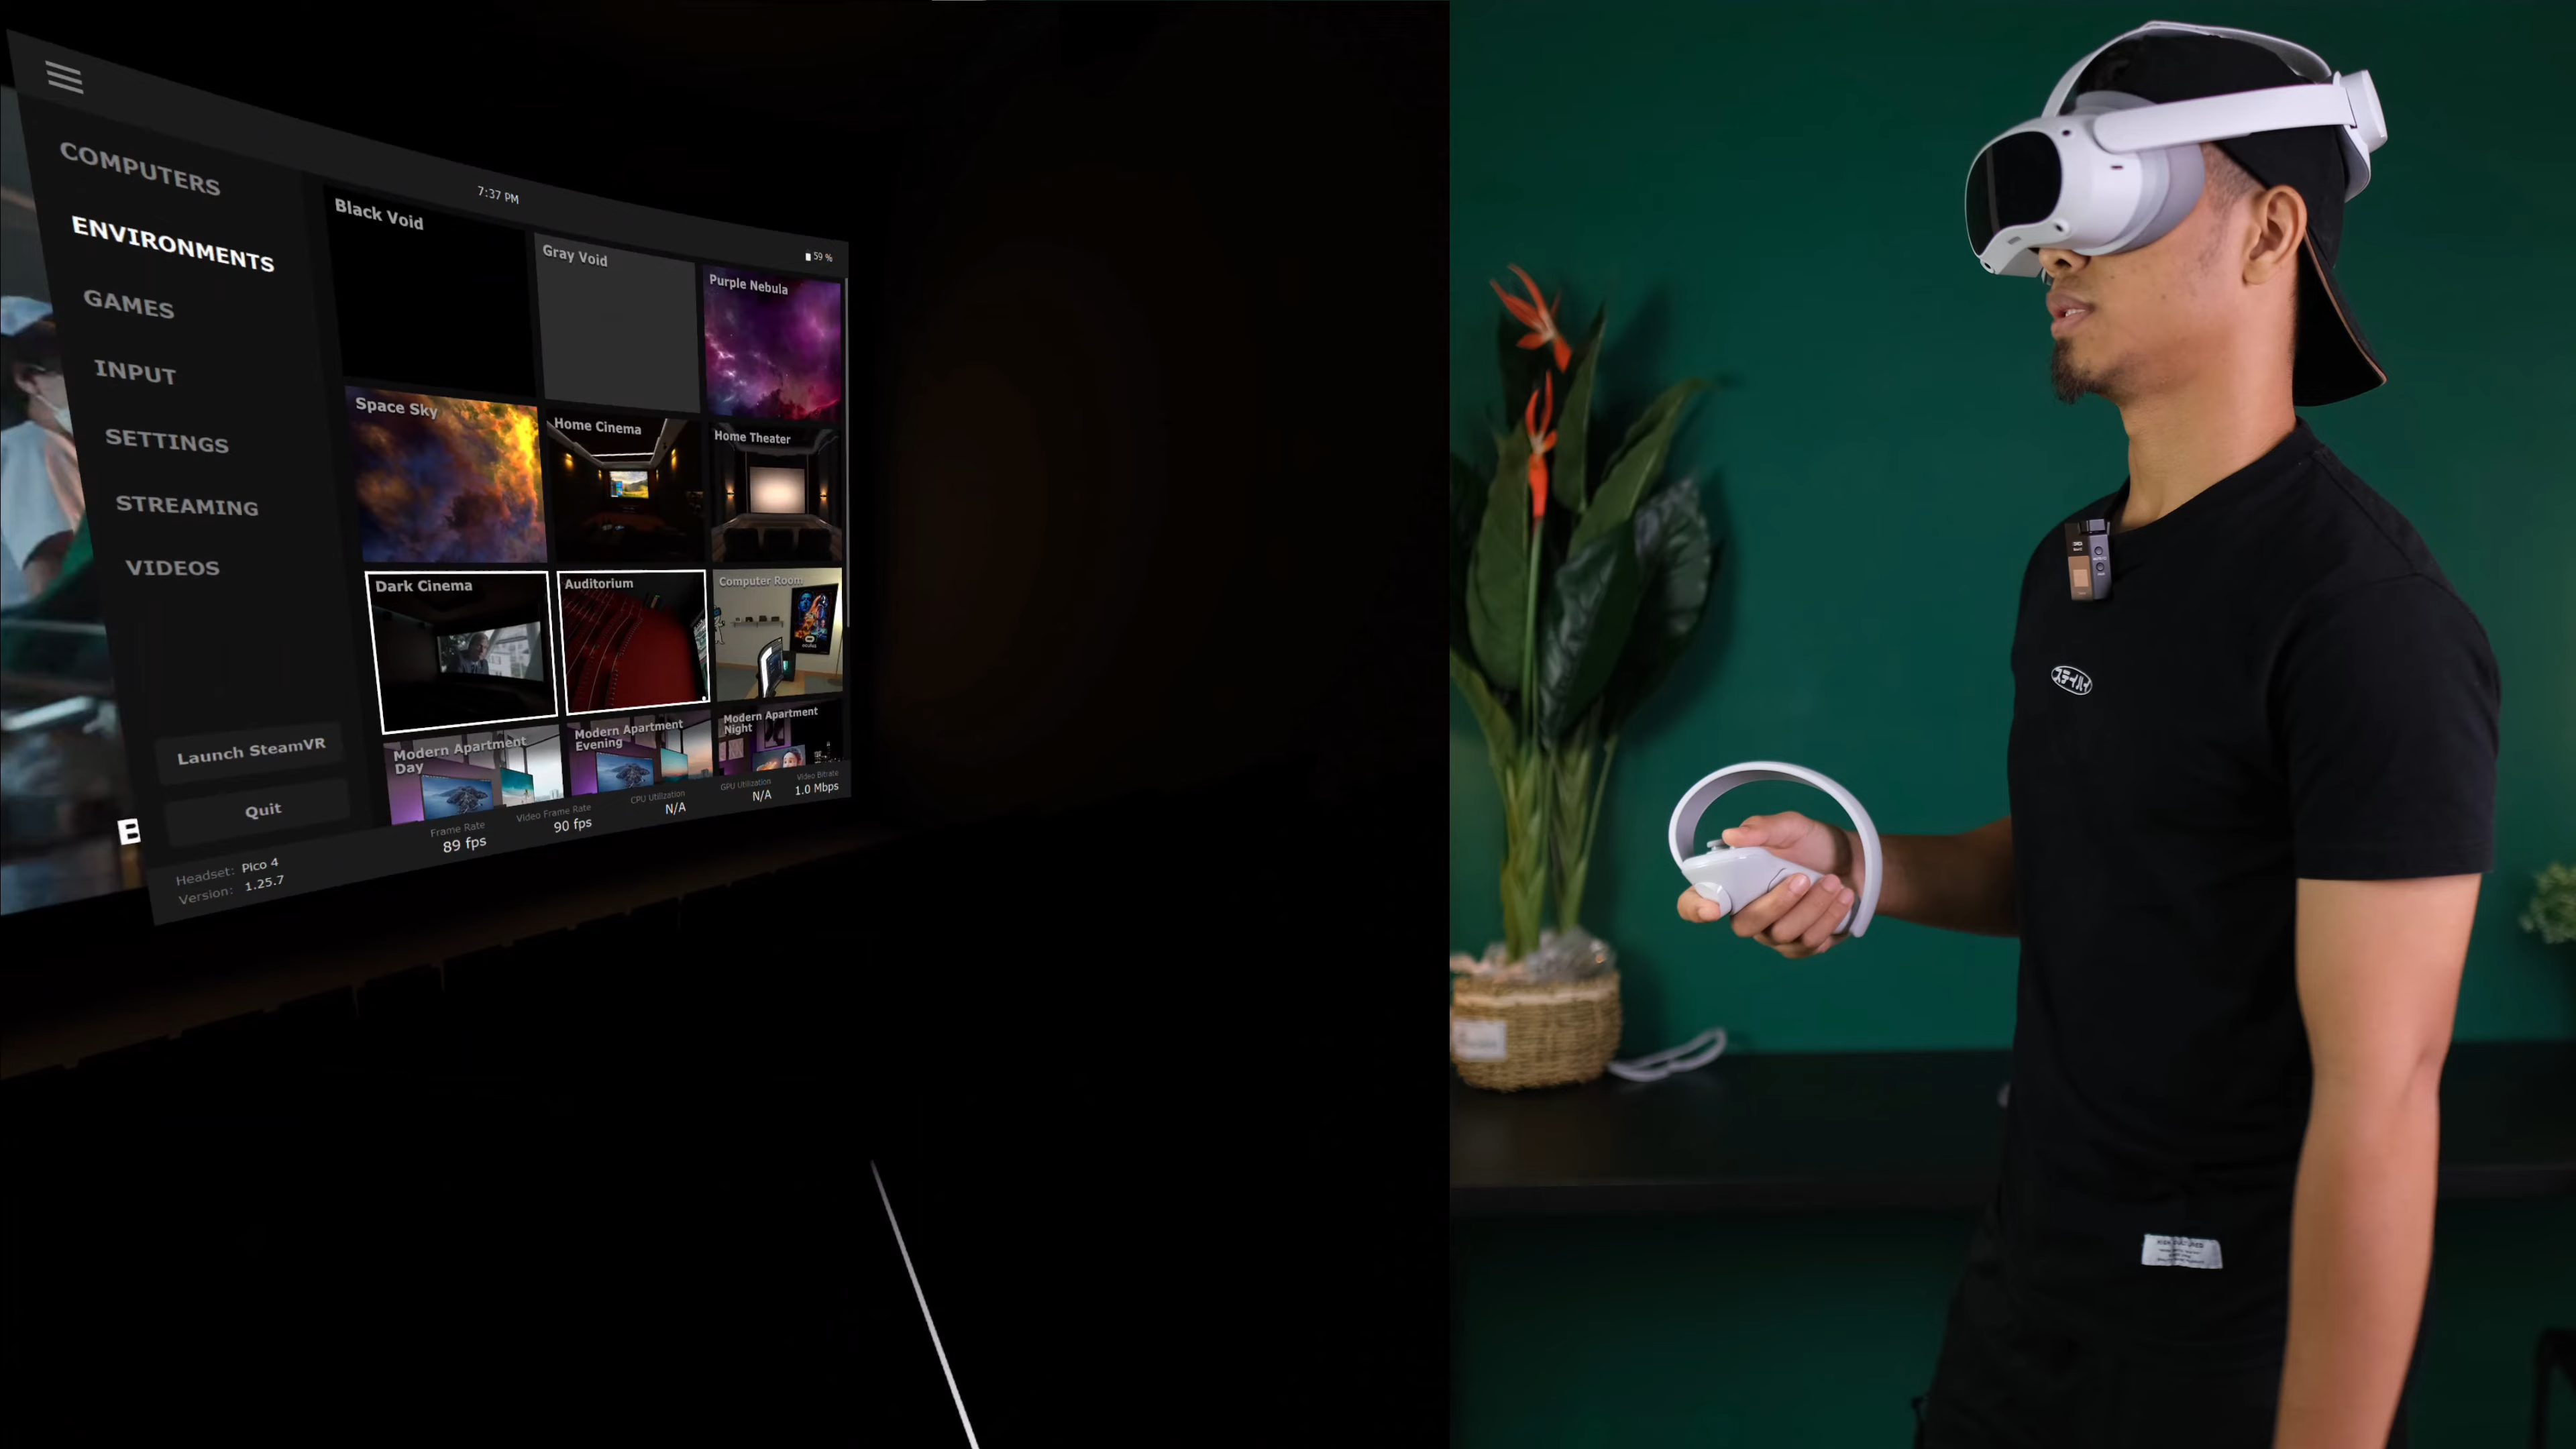 COMPUTERS
ENVIRONMENTS
GAMES
INPUT
SETTINGS
STREAMING
VIDEOS
Launch SteamVR
Quit
Headset: Pico 4
Version: 1.25.7
7:37 PM
59 %
Black Void
Gray Void
Purple Nebula
Space Sky
Home Cinema
Home Theater
Dark Cinema
Auditorium
Computer Room
Modern Apartment
Day
Modern Apartment
Evening
Modern Apartment
Night
Frame Rate
89 fps
Video Frame Rate
90 fps
CPU Utilization
N/A
GPU Utilization
N/A
Video Bitrate
1.0 Mbps
B